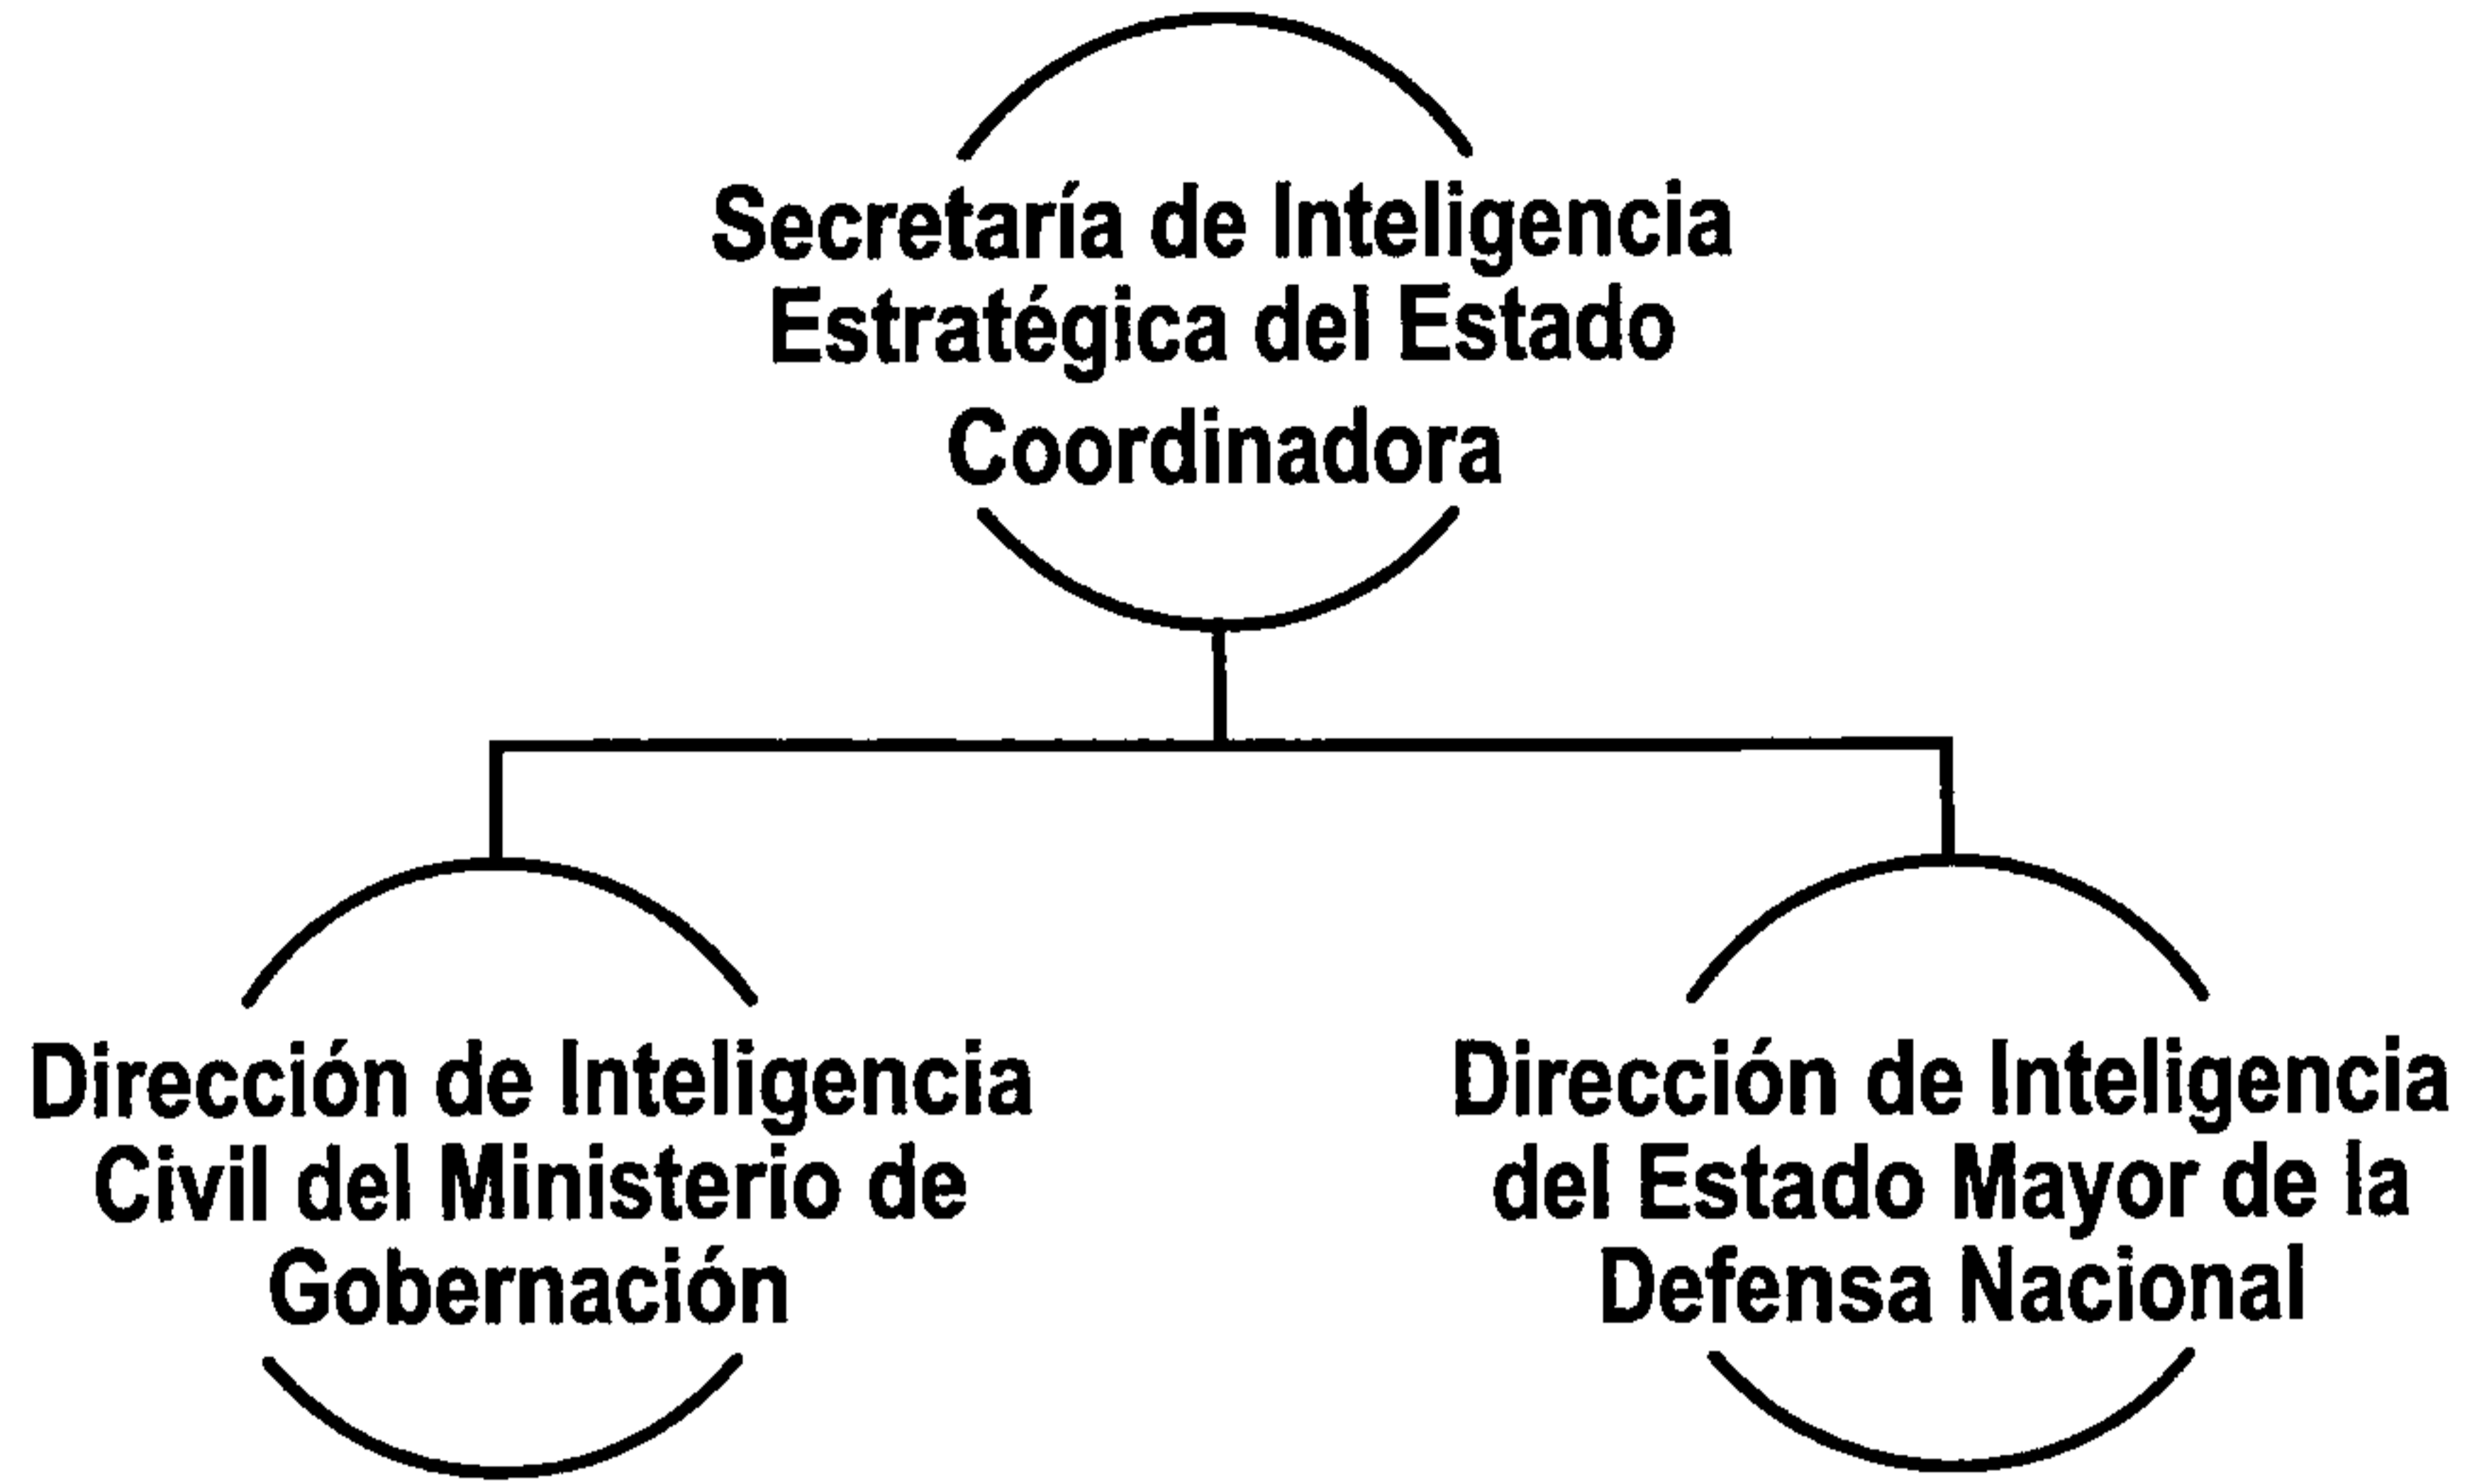 Secretaría de Inteligencia
Estratégica del Estado
Coordinadora
Dirección de Inteligencia
Civil del Ministerio de
Gobernación
Dirección de Inteligencia
del Estado Mayor de la
Defensa Nacional